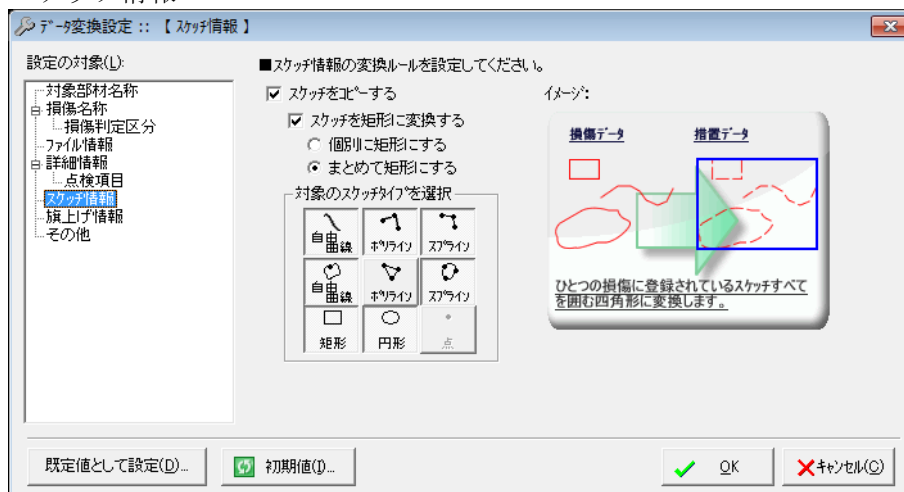 データ変換設定 :: 【 スケッチ情報 】
設定の対象(L):
対象部材名称
損傷名称
損傷判定区分
ファイル情報
詳細情報
点検項目
スケッチ情報
旗上げ情報
その他
■スケッチ情報の変換ルールを設定してください。
スケッチをコピーする
スケッチを矩形に変換する
個別に矩形にする
まとめて矩形にする
対象のスケッチタイプを選択
自由曲線 ポリライン スプライン
自由曲線 ポリライン スプライン
矩形 円形 点
イメージ:
損傷データ 措置データ
ひとつの損傷に登録されているスケッチすべて
を囲む四角形に変換します。
既定値として設定(D)... 初期値(I)... OK キャンセル(C)